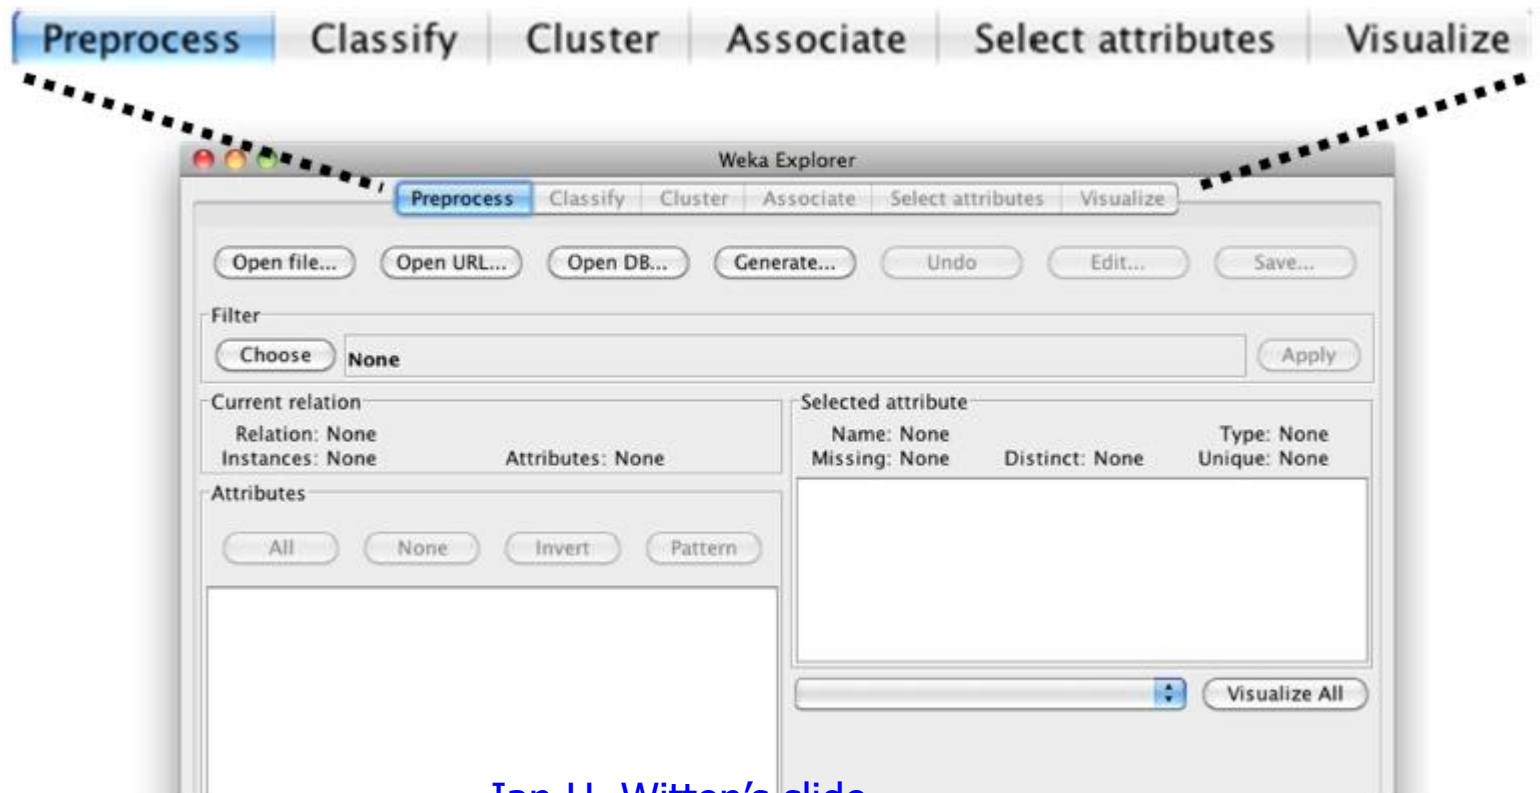 Preprocess Classify Cluster Associate Select attributes Visualize
Weka Explorer
Preprocess Classify Cluster Associate Select attributes Visualize
Open file... Open URL... Open DB... Generate... Undo Edit... Save...
Filter
Choose None Apply
Current relation
Relation: None
Instances: None Attributes: None
Selected attribute
Name: None Type: None
Missing: None Distinct: None Unique: None
Attributes
All None Invert Pattern
Visualize All
Ian H. Witten's slide